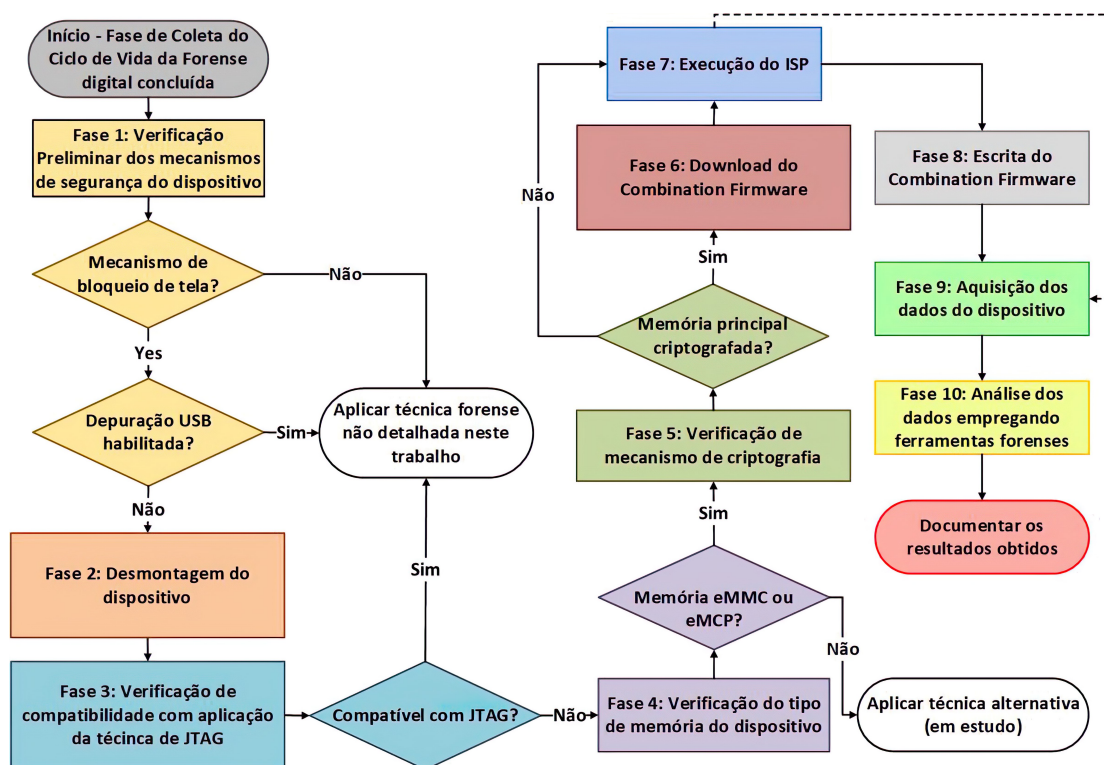 Início - Fase de Coleta do
Ciclo de Vida da Forense
digital concluída
Fase 1: Verificação
Preliminar dos mecanismos
de segurança do dispositivo
Mecanismo de
bloqueio de tela?
Não
Yes
Depuração USB
habilitada?
Sim
Aplicar técnica forense
não detalhada neste
trabalho
Não
Fase 2: Desmontagem do
dispositivo
Fase 3: Verificação de
compatibilidade com aplicação
da técinca de JTAG
Compatível com JTAG?
Sim
Não
Fase 4: Verificação do tipo
de memória do dispositivo
Memória eMMC ou
eMCP?
Não
Aplicar técnica alternativa
(em estudo)
Sim
Fase 5: Verificação de
mecanismo de criptografia
Memória principal
criptografada?
Não
Sim
Fase 6: Download do
Combination Firmware
Fase 7: Execução do ISP
Fase 8: Escrita do
Combination Firmware
Fase 9: Aquisição dos
dados do dispositivo
Fase 10: Análise dos
dados empregando
ferramentas forenses
Documentar os
resultados obtidos